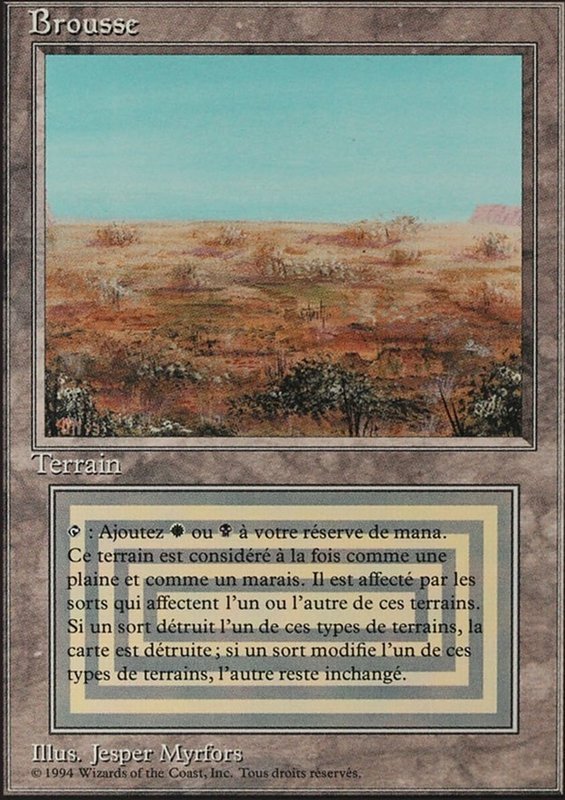 Brousse
Terrain
: Ajoutez ou à votre réserve de mana.
Ce terrain est considéré à la fois comme une
plaine et comme un marais. Il est affecté par les
sorts qui affectent l'un ou l'autre de ces terrains.
Si un sort détruit l'un de ces types de terrains, la
carte est détruite ; si un sort modifie l'un de ces
types de terrains, l'autre reste inchangé.
Illus. Jesper Myrfors
© 1994 Wizards of the Coast, Inc. Tous droits réservés.